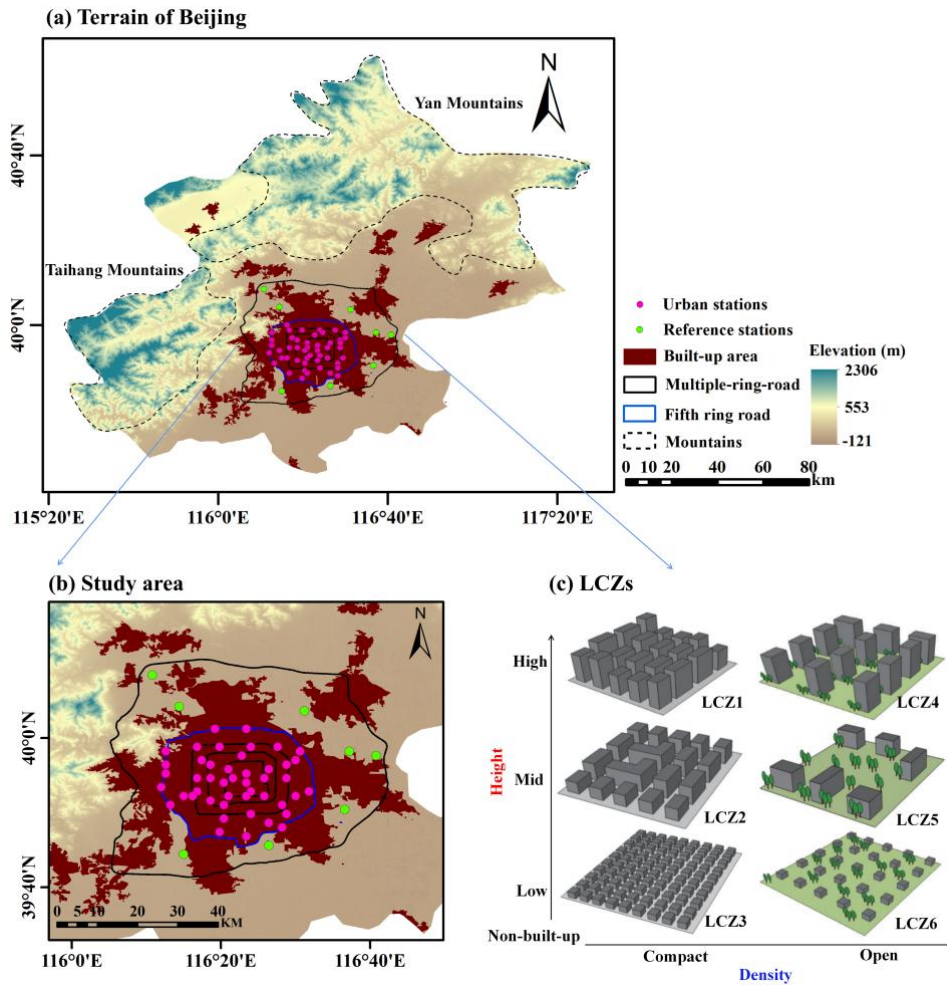 (a) Terrain of Beijing
N
Yan Mountains
40°40'N
Taihang Mountains
40°0'N
115°20'E
116°0'E
116°40'E
117°20'E
Urban stations
Reference stations
Built-up area
Multiple-ring-road
Fifth ring road
Mountains
Elevation (m)
2306
553
-121
0 10 20 40 60 80
km
(b) Study area
N
40°0'N
39°40'N
0 5 10 20 30 40
KM
116°0'E
116°20'E
116°40'E
(c) LCZs
High
LCZ1
LCZ4
Height
Mid
LCZ2
LCZ5
Low
LCZ3
LCZ6
Non-built-up
Compact
Open
Density